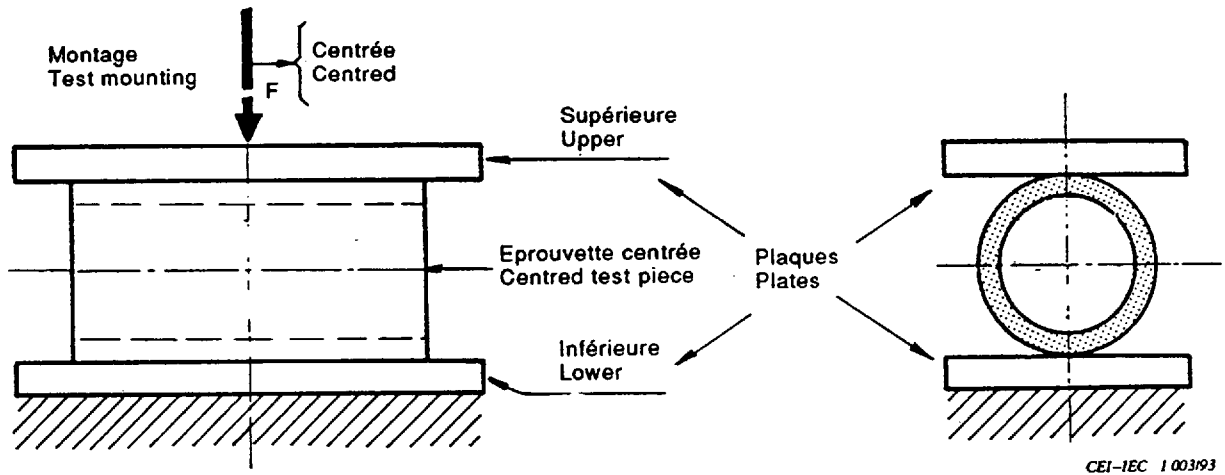 Montage
Test mounting
F
Centrée
Centred
Supérieure
Upper
Eprouvette centrée
Centred test piece
Plaques
Plates
Inférieure
Lower
CEI-IEC 1 003/93